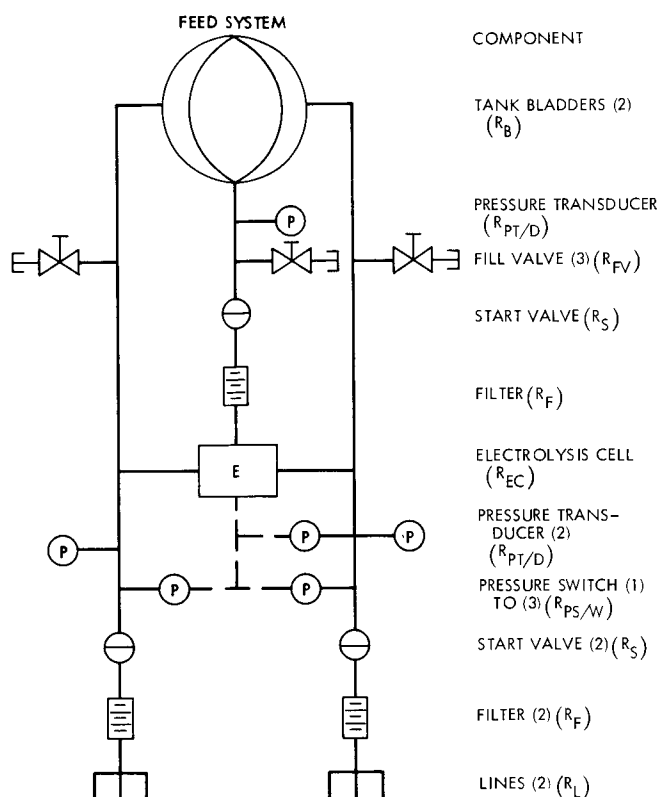 FEED SYSTEM
COMPONENT
TANK BLADDERS (2)
(R_B)
PRESSURE TRANSDUCER
(R_PT/D)
P
FILL VALVE (3) (R_FV)
START VALVE (R_S)
FILTER (R_F)
E
ELECTROLYSIS CELL
(R_EC)
P
P
P
PRESSURE TRANS-
DUCER (2)
(R_PT/D)
P
P
PRESSURE SWITCH (1)
TO (3) (R_PS/W)
START VALVE (2) (R_S)
FILTER (2) (R_F)
LINES (2) (R_L)